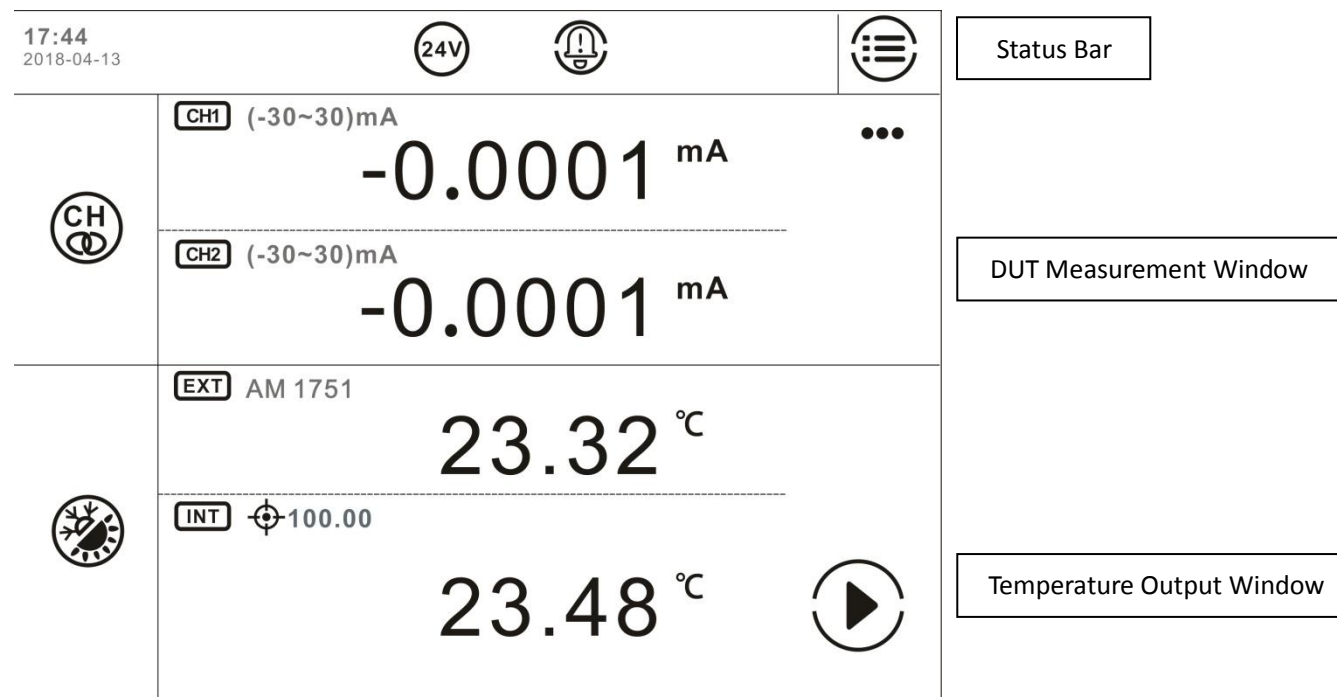 17:44
2018-04-13
24V
Status Bar
CH1 (-30~30)mA
-0.0001 mA
CH
CH2 (-30~30)mA
-0.0001 mA
DUT Measurement Window
EXT AM 1751
23.32 ℃
INT 100.00
23.48 ℃
Temperature Output Window